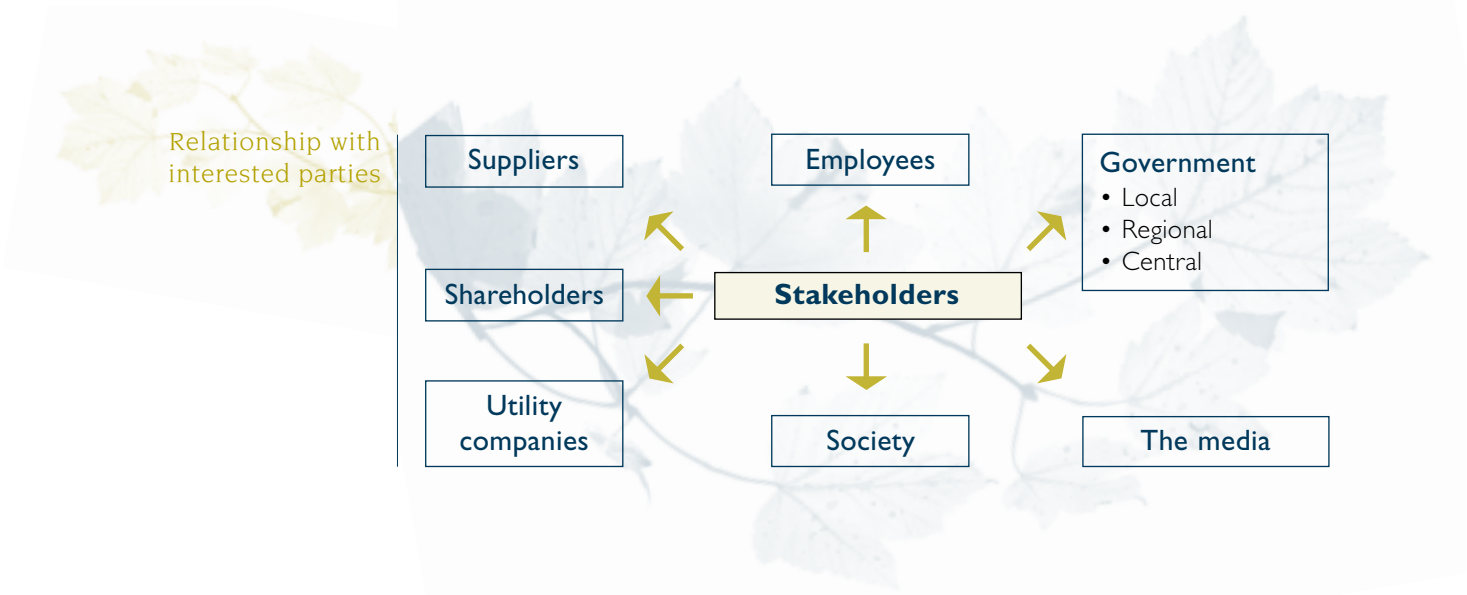 Relationship with
interested parties
Suppliers
Employees
Government
• Local
• Regional
• Central
Shareholders
Stakeholders
Utility
companies
Society
The media